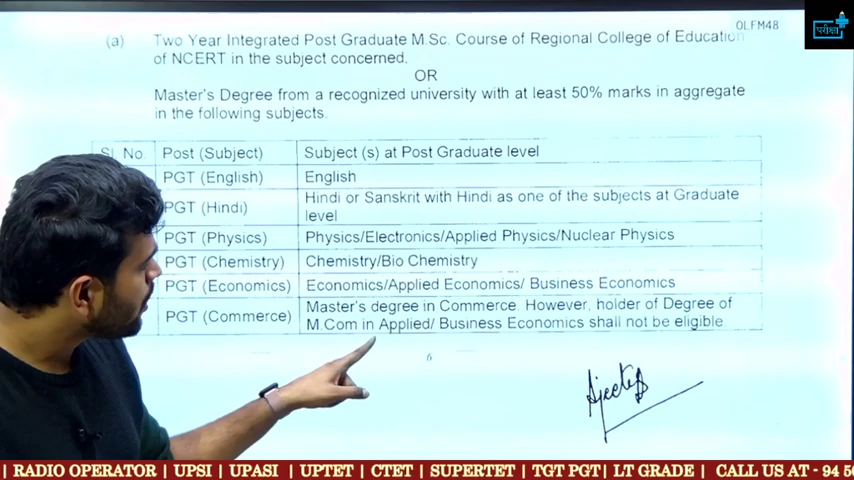 OLFM48
परीक्षा
(a) Two Year Integrated Post Graduate M.Sc. Course of Regional College of Education
of NCERT in the subject concerned.
OR
Master's Degree from a recognized university with at least 50% marks in aggregate
in the following subjects.
Sl. No. Post (Subject) Subject (s) at Post Graduate level
PGT (English) English
PGT (Hindi) Hindi or Sanskrit with Hindi as one of the subjects at Graduate
level
PGT (Physics) Physics/Electronics/Applied Physics/Nuclear Physics
PGT (Chemistry) Chemistry/Bio Chemistry
PGT (Economics) Economics/Applied Economics/ Business Economics
PGT (Commerce) Master's degree in Commerce. However, holder of Degree of
M.Com in Applied/ Business Economics shall not be eligible
6
| RADIO OPERATOR | UPSI | UPASI | UPTET | CTET | SUPERTET | TGT PGT| LT GRADE | CALL US AT - 94 50